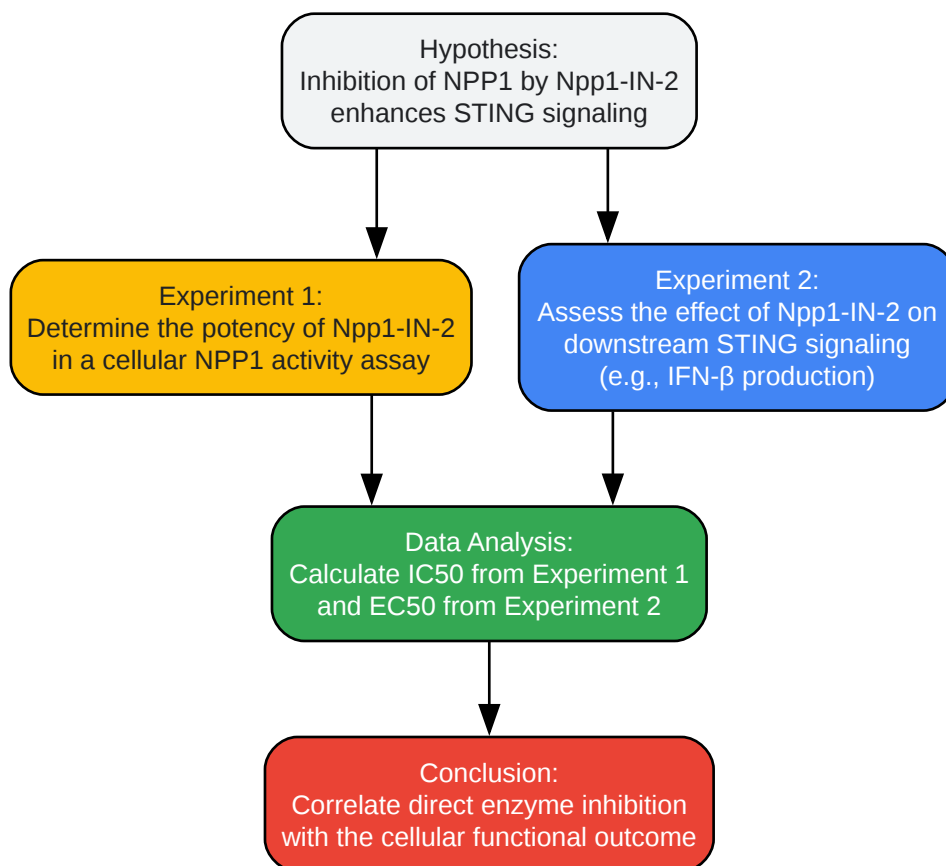 Hypothesis:
Inhibition of NPP1 by Npp1-IN-2
enhances STING signaling
Experiment 1:
Determine the potency of Npp1-IN-2
in a cellular NPP1 activity assay
Experiment 2:
Assess the effect of Npp1-IN-2 on
downstream STING signaling
(e.g., IFN-β production)
Data Analysis:
Calculate IC50 from Experiment 1
and EC50 from Experiment 2
Conclusion:
Correlate direct enzyme inhibition
with the cellular functional outcome